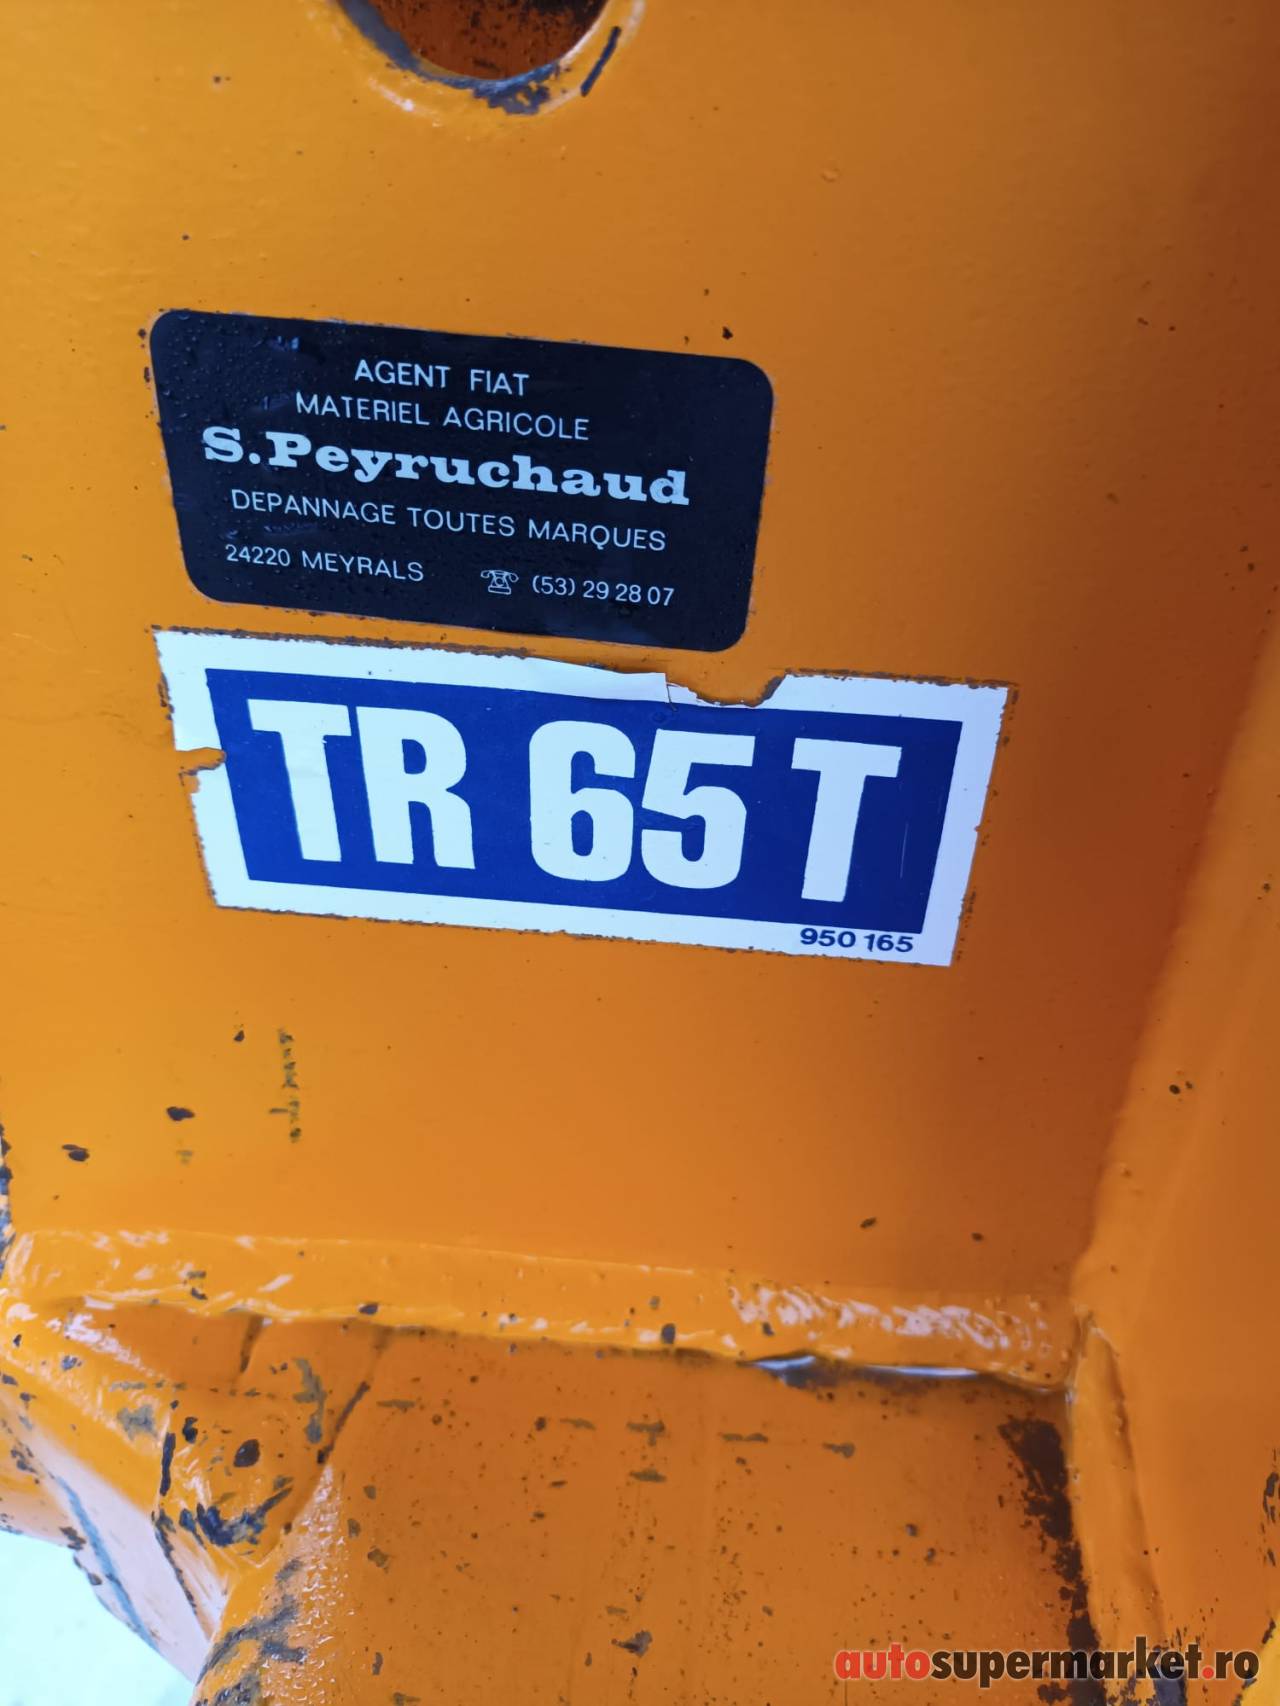 AGENT FIAT
MATERIEL AGRICOLE
S.Peyruchaud
DEPANNAGE TOUTES MARQUES
24220 MEYRALS ☏ (53) 29 28 07
TR 65 T
950 165
autosupermarket.ro